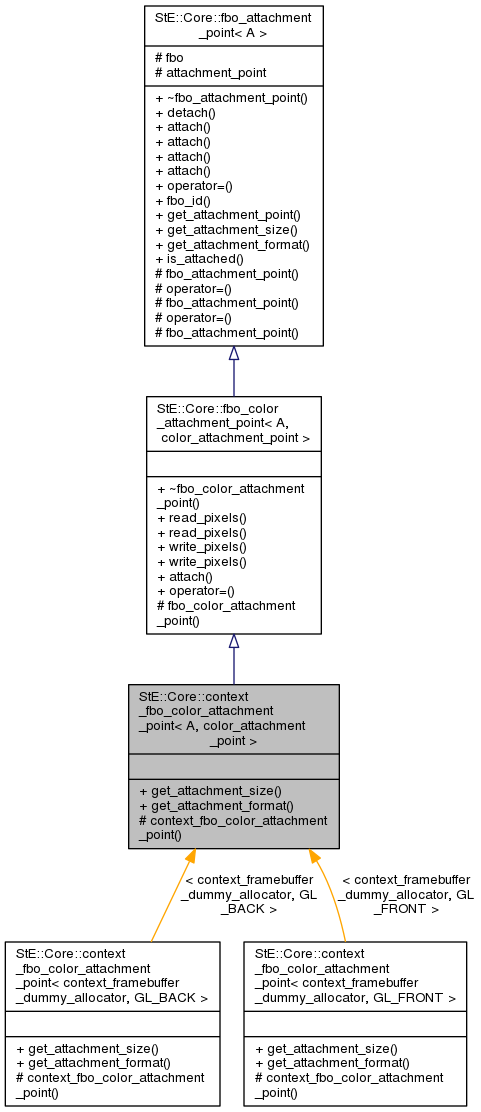 StE::Core::fbo_attachment
_point< A >
# fbo
# attachment_point
+ ~fbo_attachment_point()
+ detach()
+ attach()
+ attach()
+ attach()
+ attach()
+ operator=()
+ fbo_id()
+ get_attachment_point()
+ get_attachment_size()
+ get_attachment_format()
+ is_attached()
# fbo_attachment_point()
# operator=()
# fbo_attachment_point()
# operator=()
# fbo_attachment_point()
StE::Core::fbo_color
_attachment_point< A,
color_attachment_point >
+ ~fbo_color_attachment
_point()
+ read_pixels()
+ read_pixels()
+ write_pixels()
+ write_pixels()
+ attach()
+ operator=()
# fbo_color_attachment
_point()
StE::Core::context
_fbo_color_attachment
_point< A, color_attachment
_point >
+ get_attachment_size()
+ get_attachment_format()
# context_fbo_color_attachment
_point()
< context_framebuffer
_dummy_allocator, GL
_BACK >
< context_framebuffer
_dummy_allocator, GL
_FRONT >
StE::Core::context
_fbo_color_attachment
_point< context_framebuffer
_dummy_allocator, GL_BACK >
+ get_attachment_size()
+ get_attachment_format()
# context_fbo_color_attachment
_point()
StE::Core::context
_fbo_color_attachment
_point< context_framebuffer
_dummy_allocator, GL_FRONT >
+ get_attachment_size()
+ get_attachment_format()
# context_fbo_color_attachment
_point()